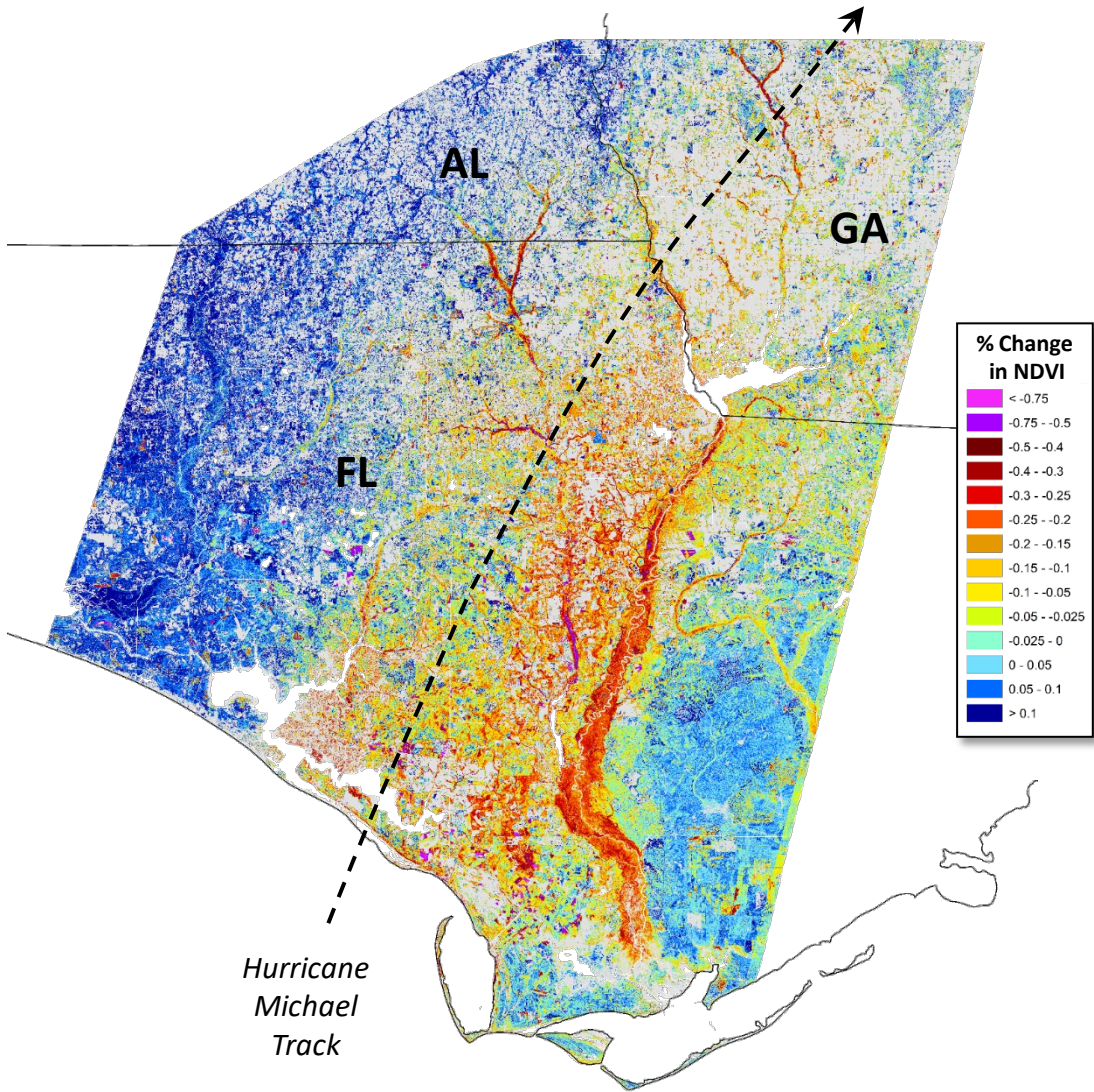 AL
GA
FL
% Change
in NDVI
< -0.75
-0.75 - -0.5
-0.5 - -0.4
-0.4 - -0.3
-0.3 - -0.25
-0.25 - -0.2
-0.2 - -0.15
-0.15 - -0.1
-0.1 - -0.05
-0.05 - -0.025
-0.025 - 0
0 - 0.05
0.05 - 0.1
> 0.1
Hurricane
Michael
Track